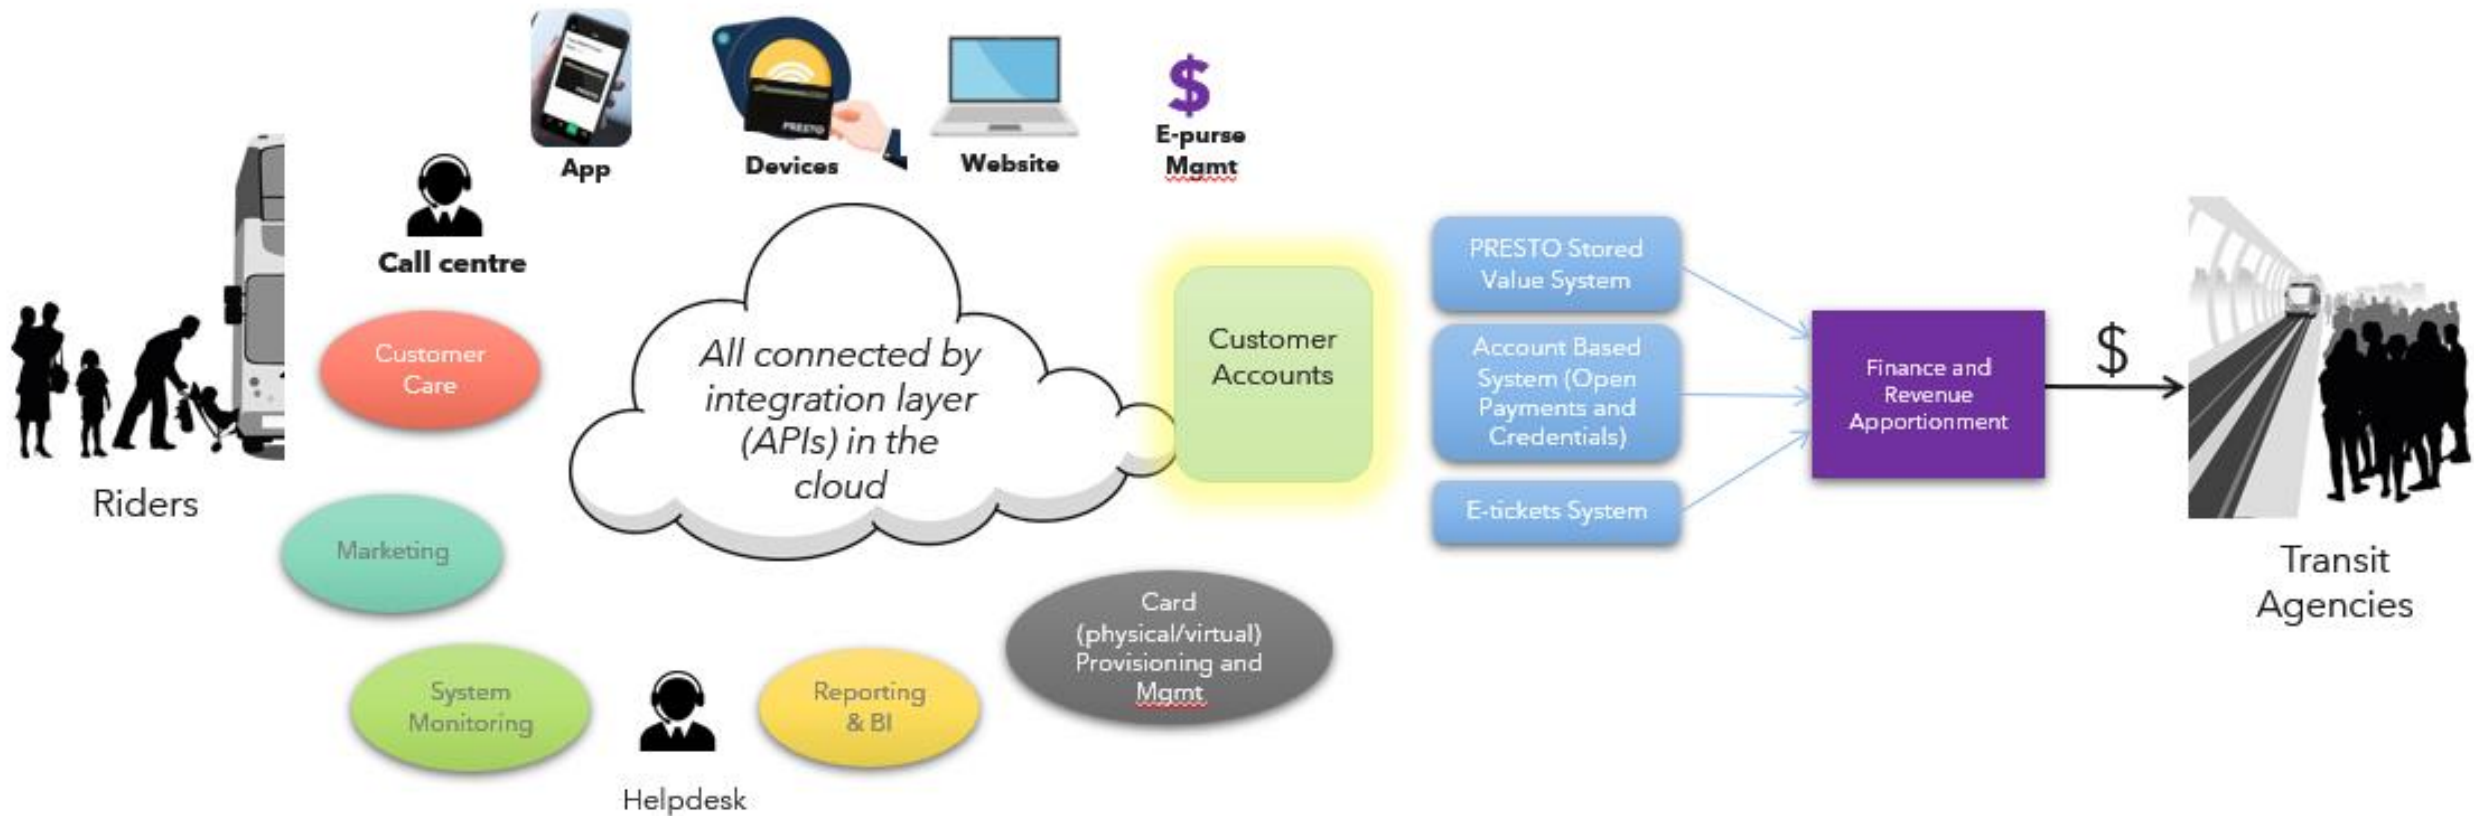 App
PRESTO
Devices
Website
$
E-purse
Mgmt
Call centre
Customer
Care
Riders
Marketing
System
Monitoring
Helpdesk
Reporting
& BI
All connected by
integration layer
(APIs) in the
cloud
Card
(physical/virtual)
Provisioning and
Mgmt
Customer
Accounts
PRESTO Stored
Value System
Account Based
System (Open
Payments and
Credentials)
E-tickets System
Finance and
Revenue
Apportionment
$
Transit
Agencies